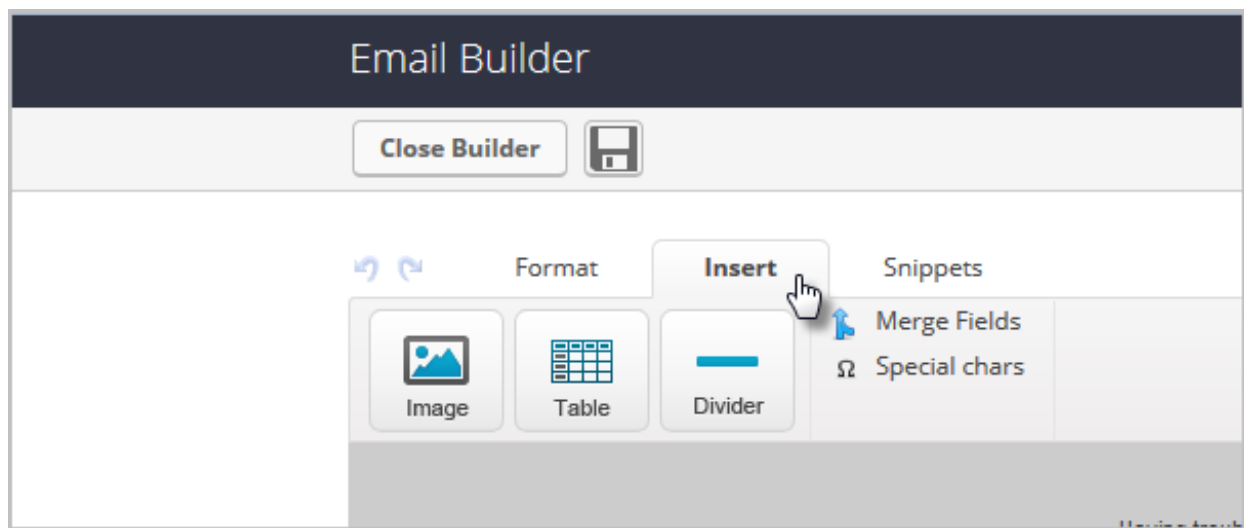 Email Builder
Close Builder
Format Insert Snippets
Merge Fields
Ω Special chars
Image Table Divider